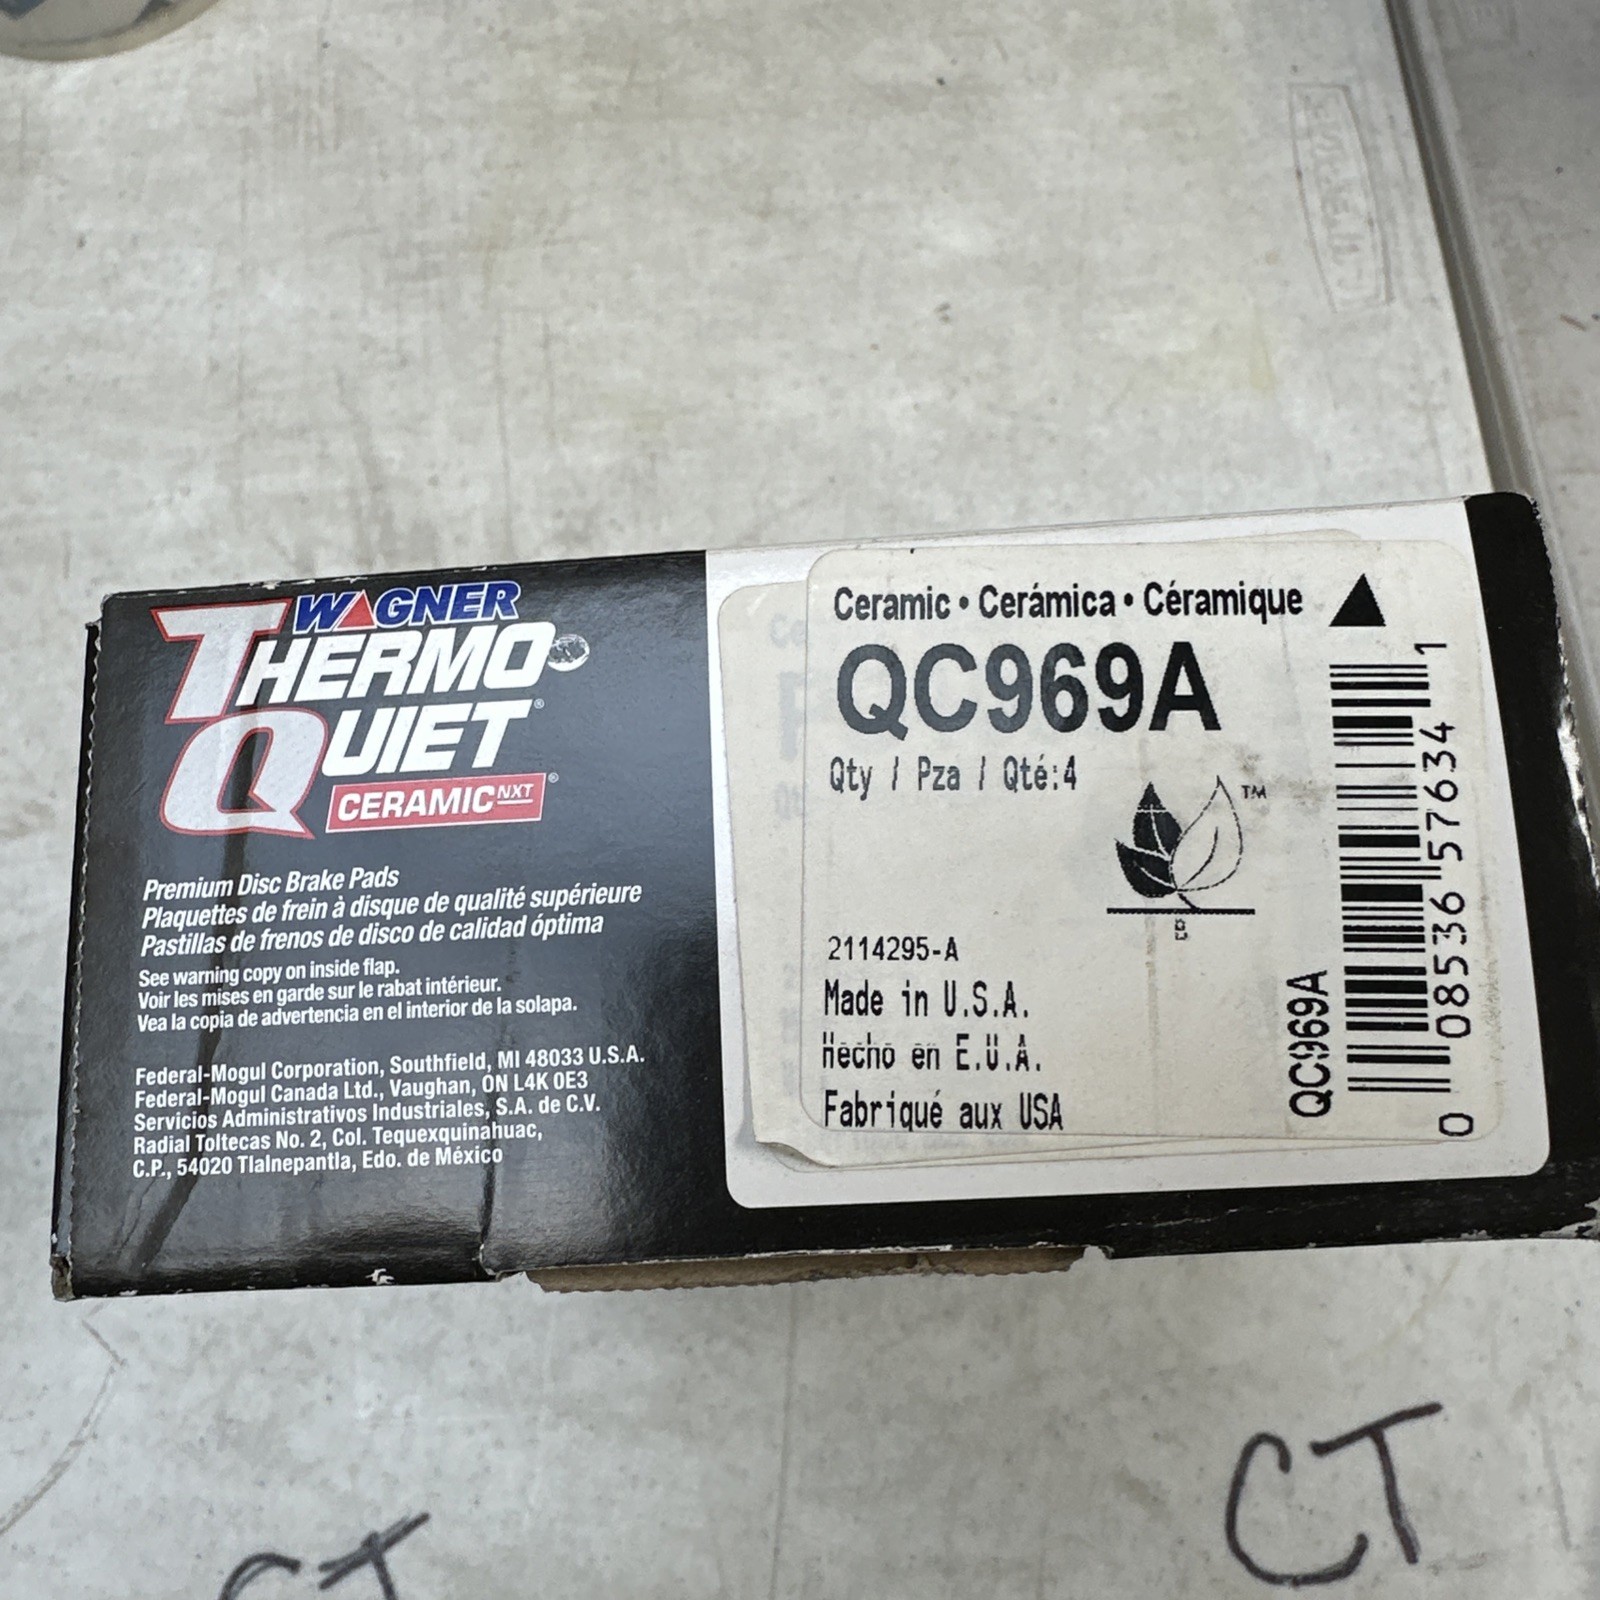 WAGNER
THERMO
QUIET®
CERAMIC NXT®
Premium Disc Brake Pads
Plaquettes de frein à disque de qualité supérieure
Pastillas de frenos de disco de calidad óptima
See warning copy on inside flap.
Voir les mises en garde sur le rabat intérieur.
Vea la copia de advertencia en el interior de la solapa.
Federal-Mogul Corporation, Southfield, MI 48033 U.S.A.
Federal-Mogul Canada Ltd., Vaughan, ON L4K 0E3
Servicios Administrativos Industriales, S.A. de C.V.
Radial Toltecas No. 2, Col. Tequexquinahuac,
C.P., 54020 Tlalnepantla, Edo. de México
Ceramic • Cerámica • Céramique
QC969A
Qty / Pza / Qté:4
TM
B
2114295-A
Made in U.S.A.
Hecho en E.U.A.
Fabriqué aux USA
QC969A
0 08536 57634 1
CT
CT